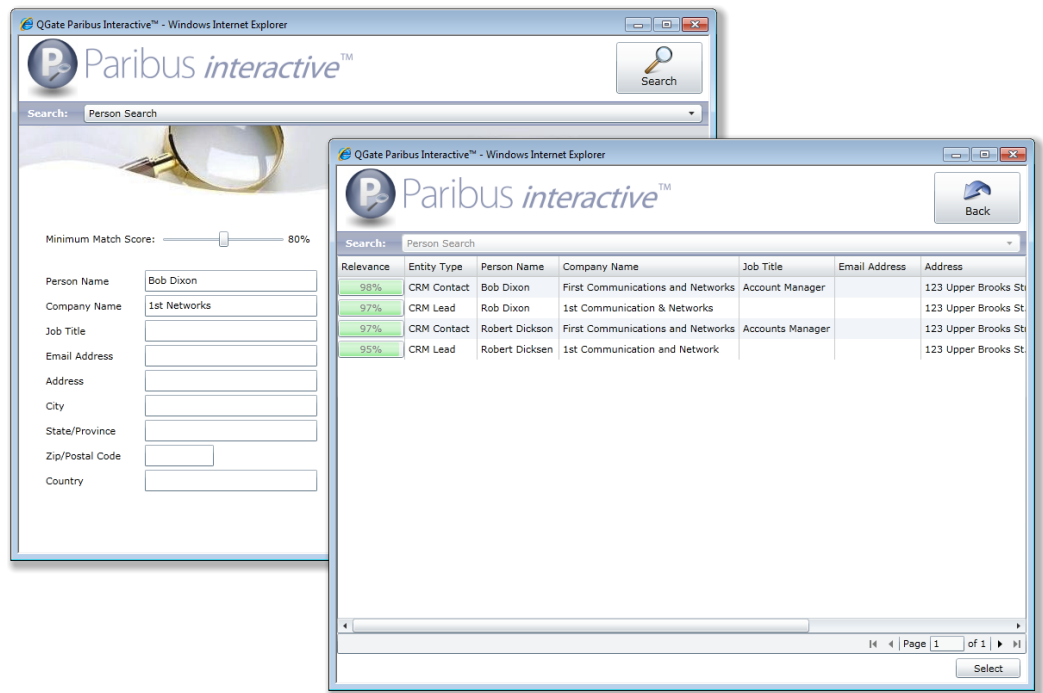 QGate Paribus Interactive™ - Windows Internet Explorer
Paribus interactive™
Search
Search: Person Search
Minimum Match Score: 80%
Person Name Bob Dixon
Company Name 1st Networks
Job Title
Email Address
Address
City
State/Province
Zip/Postal Code
Country
QGate Paribus Interactive™ - Windows Internet Explorer
Paribus interactive™
Back
Search: Person Search
Relevance Entity Type Person Name Company Name Job Title Email Address Address
98% CRM Contact Bob Dixon First Communications and Networks Account Manager 123 Upper Brooks Str
97% CRM Lead Rob Dixon 1st Communication & Networks 123 Upper Brooks St.
97% CRM Contact Robert Dickson First Communications and Networks Accounts Manager 123 Upper Brooks Str
95% CRM Lead Robert Dicksen 1st Communication and Network 123 Upper Brooks St.
Page 1 of 1
Select